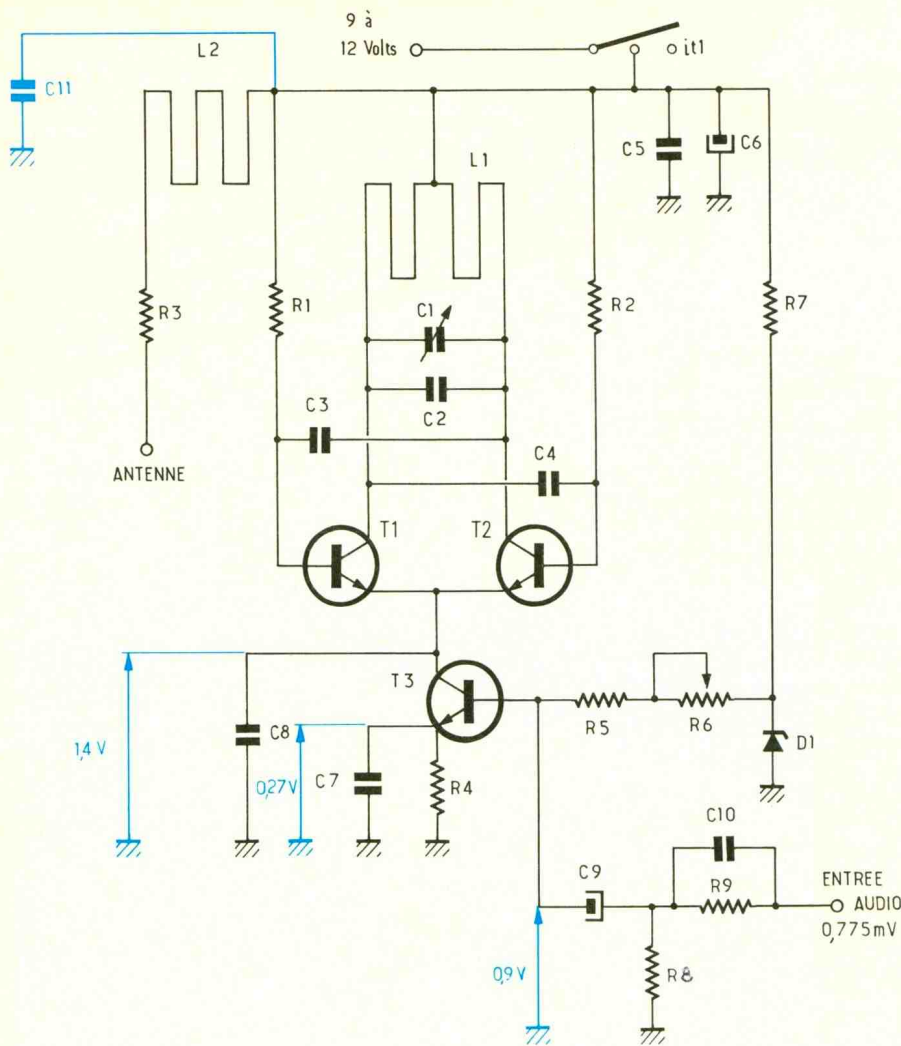 9 à
12 Volts
it1
L2
C11
C5
C6
L1
R3
R1
C1
R2
R7
C2
C3
C4
ANTENNE
T1
T2
T3
R5
R6
D1
1,4 V
C8
0,27V
C7
R4
C10
C9
R9
ENTREE
AUDIO
0,775mV
0,9 V
R8